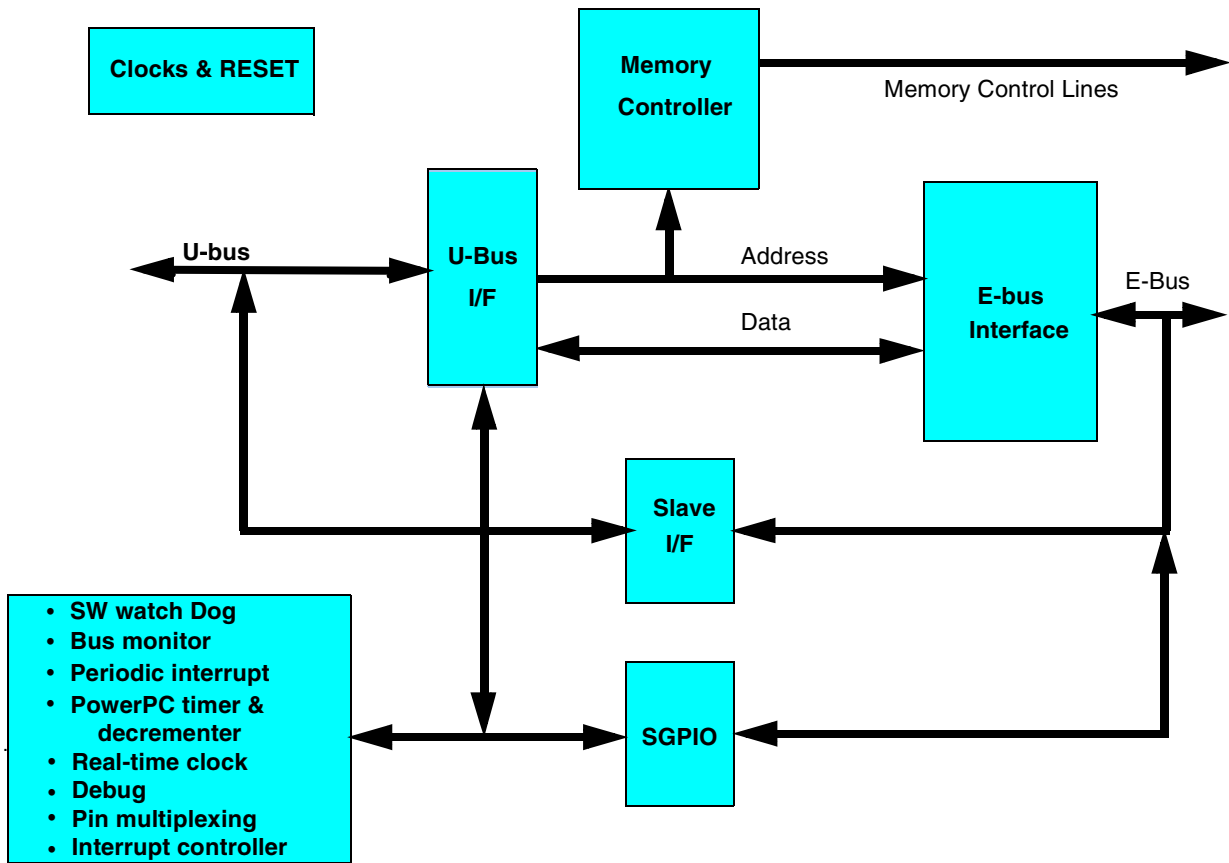 Clocks & RESET
Memory
Controller
Memory Control Lines
U-bus
U-Bus
I/F
Address
Data
E-bus
Interface
E-Bus
Slave
I/F
• SW watch Dog
• Bus monitor
• Periodic interrupt
• PowerPC timer &
decrementer
• Real-time clock
• Debug
• Pin multiplexing
• Interrupt controller
SGPIO